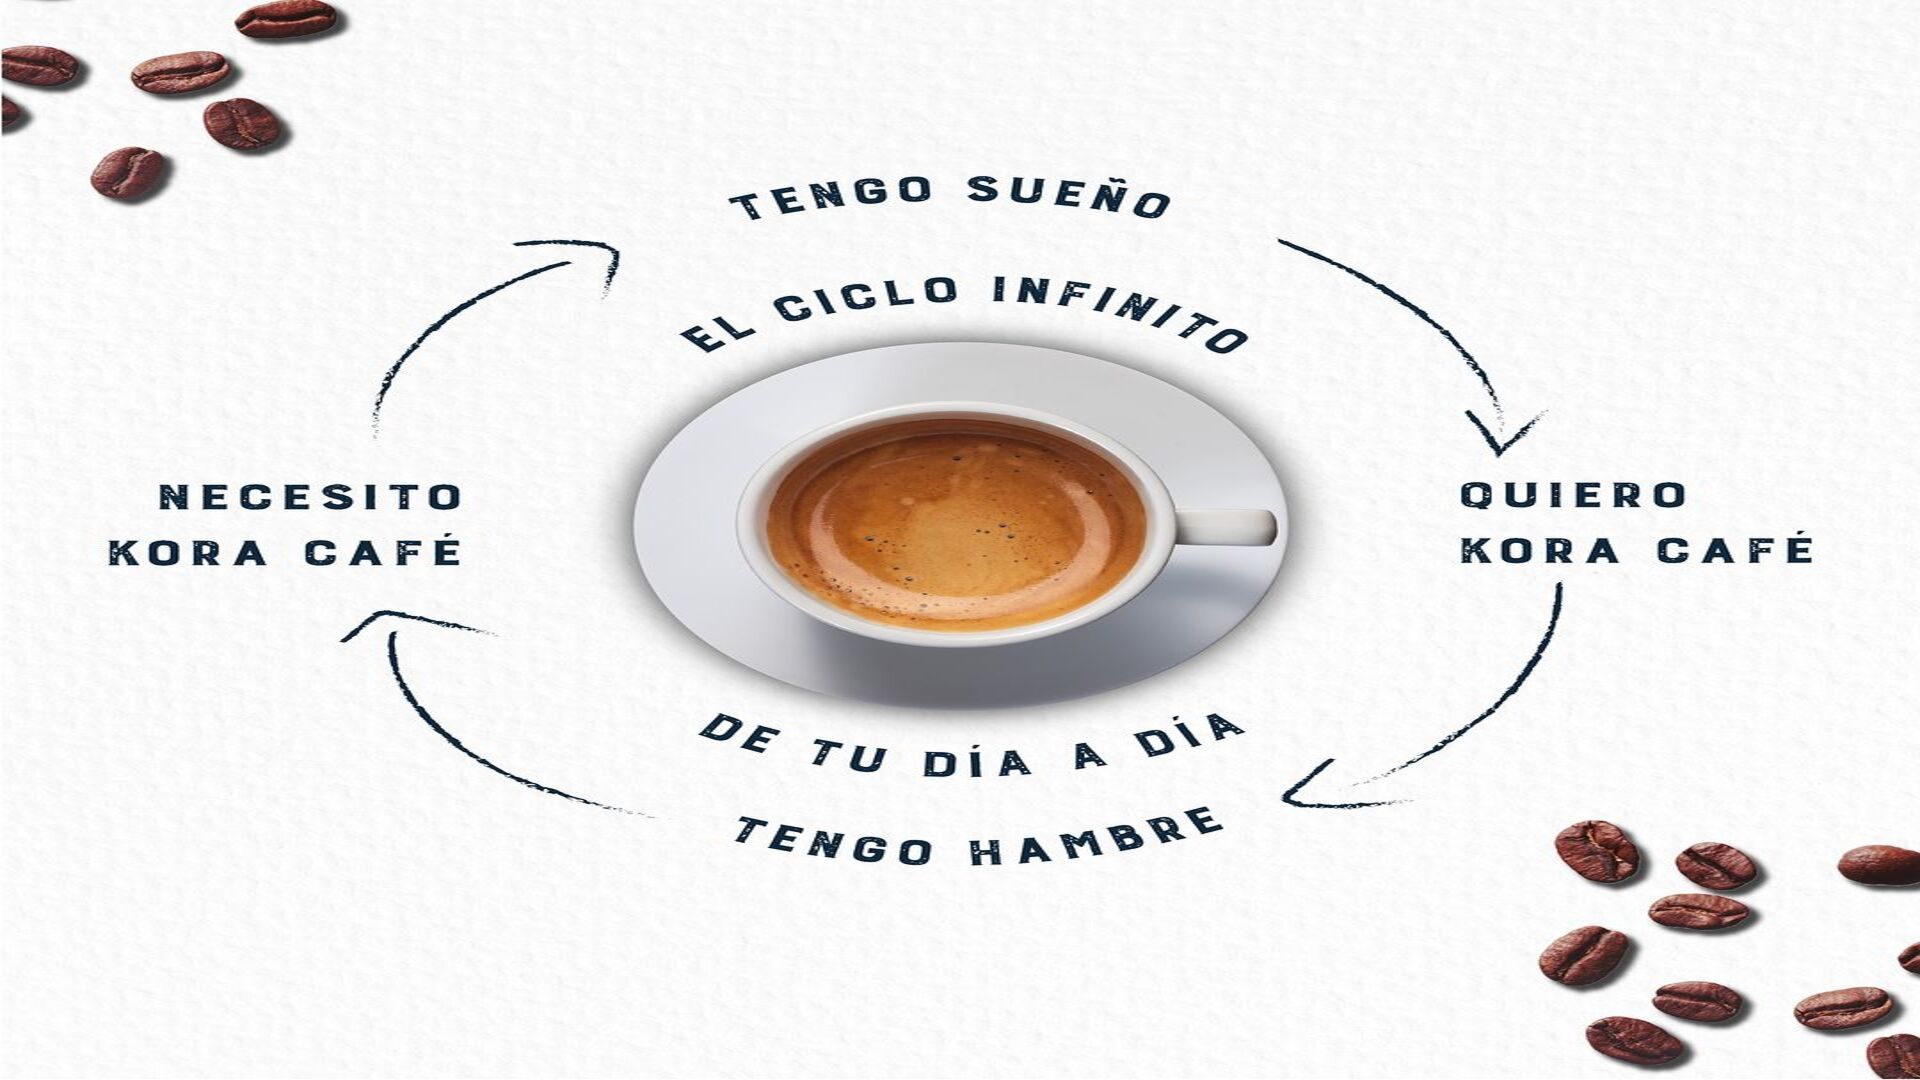 TENGO SUEÑO
EL CICLO INFINITO
NECESITO
KORA CAFÉ
QUIERO
KORA CAFÉ
DE TU DÍA A DÍA
TENGO HAMBRE